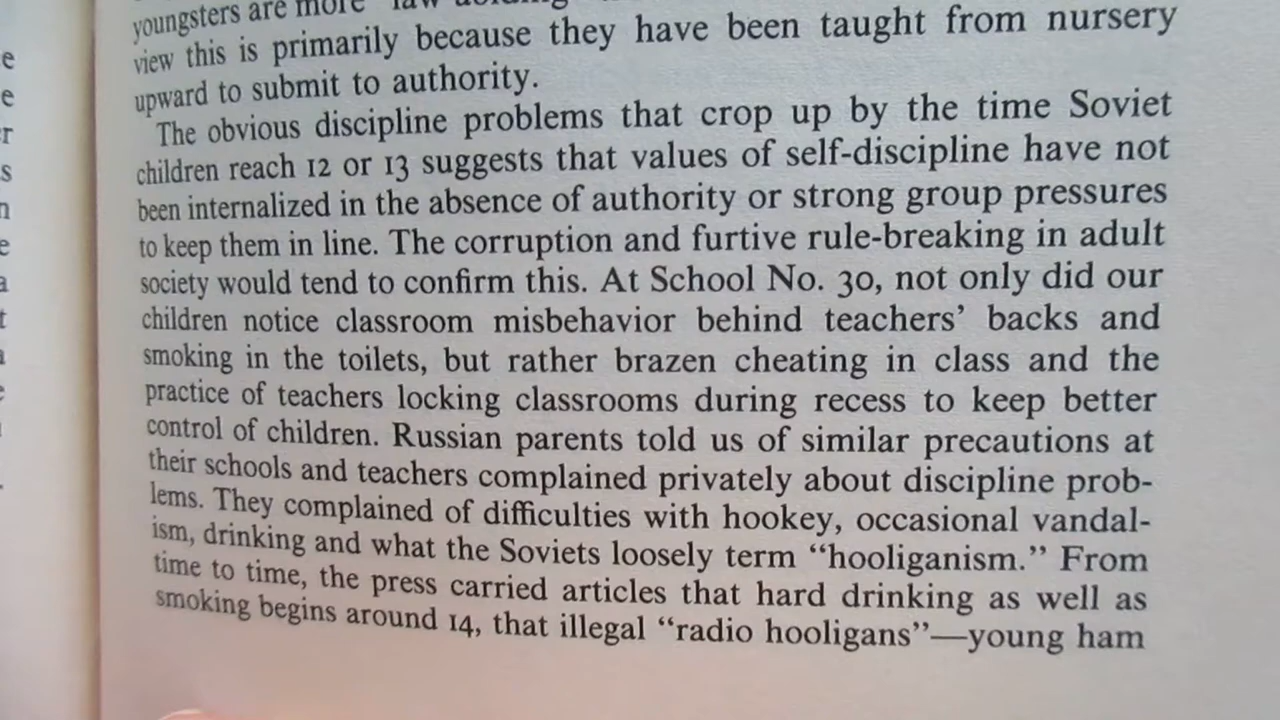 youngsters are more "law
view this is primarily because they have been taught from nursery
upward to submit to authority.
The obvious discipline problems that crop up by the time Soviet
children reach 12 or 13 suggests that values of self-discipline have not
been internalized in the absence of authority or strong group pressures
to keep them in line. The corruption and furtive rule-breaking in adult
society would tend to confirm this. At School No. 30, not only did our
children notice classroom misbehavior behind teachers' backs and
smoking in the toilets, but rather brazen cheating in class and the
practice of teachers locking classrooms during recess to keep better
control of children. Russian parents told us of similar precautions at
their schools and teachers complained privately about discipline prob-
lems. They complained of difficulties with hookey, occasional vandal-
ism, drinking and what the Soviets loosely term "hooliganism." From
time to time, the press carried articles that hard drinking as well as
smoking begins around 14, that illegal "radio hooligans"—young ham